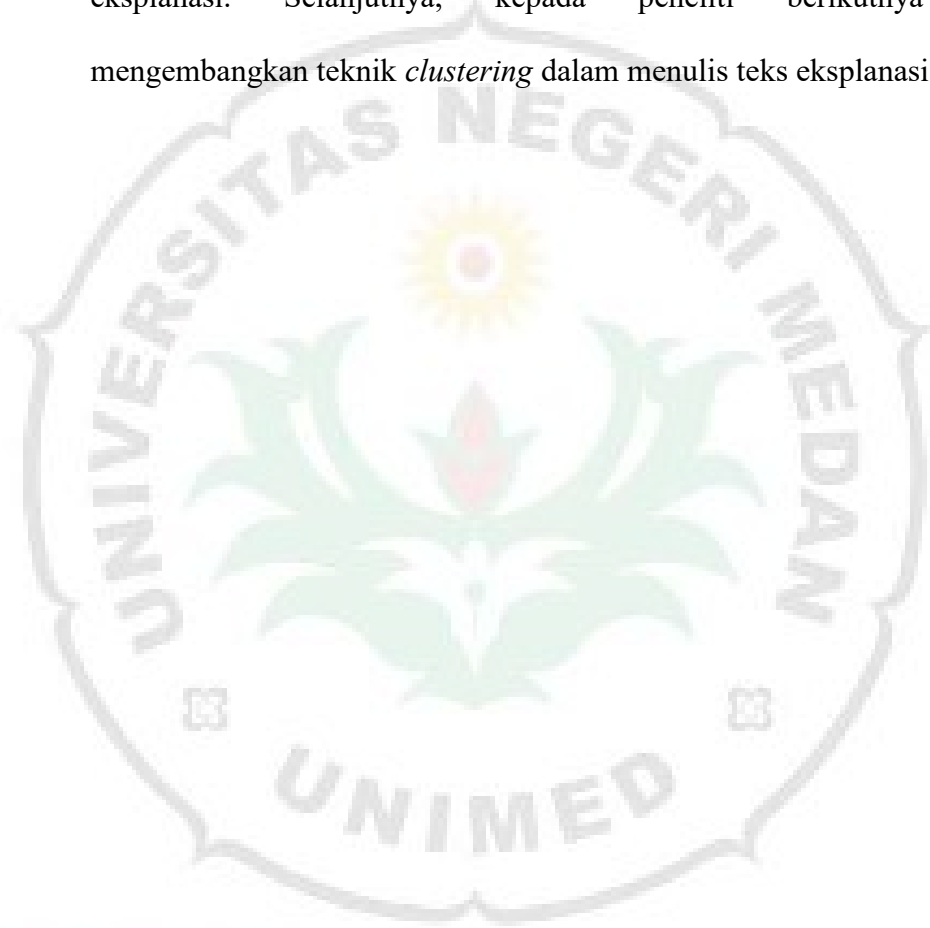 eksplanasi. Selanjutnya, kepada peneliti berikutnya
mengembangkan teknik clustering dalam menulis teks eksplanasi
UNIVERSITAS NEGERI MEDAN
UNIMED